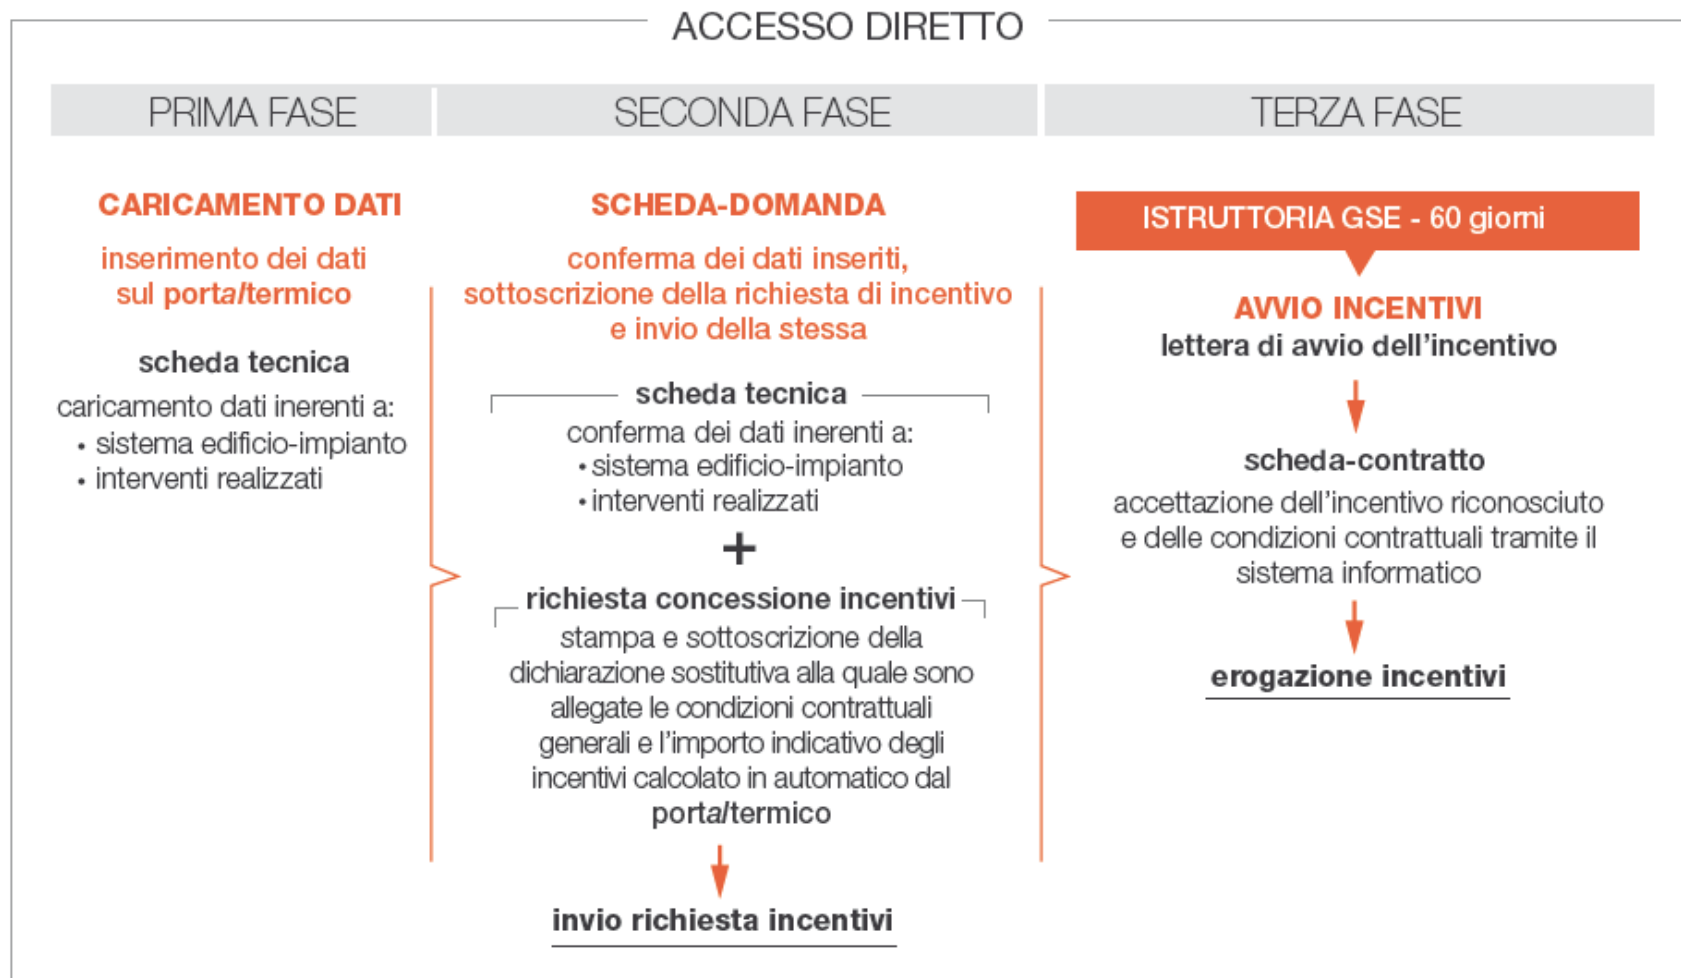 ACCESSO DIRETTO
PRIMA FASE
CARICAMENTO DATI
inserimento dei dati
sul portaltermico
scheda tecnica
caricamento dati inerenti a:
• sistema edificio-impianto
• interventi realizzati
SECONDA FASE
SCHEDA-DOMANDA
conferma dei dati inseriti,
sottoscrizione della richiesta di incentivo
e invio della stessa
scheda tecnica
conferma dei dati inerenti a:
• sistema edificio-impianto
• interventi realizzati
+
richiesta concessione incentivi
stampa e sottoscrizione della
dichiarazione sostitutiva alla quale sono
allegate le condizioni contrattuali
generali e l'importo indicativo degli
incentivi calcolato in automatico dal
portaltermico
invio richiesta incentivi
TERZA FASE
ISTRUTTORIA GSE - 60 giorni
AVVIO INCENTIVI
lettera di avvio dell'incentivo
scheda-contratto
accettazione dell'incentivo riconosciuto
e delle condizioni contrattuali tramite il
sistema informatico
erogazione incentivi